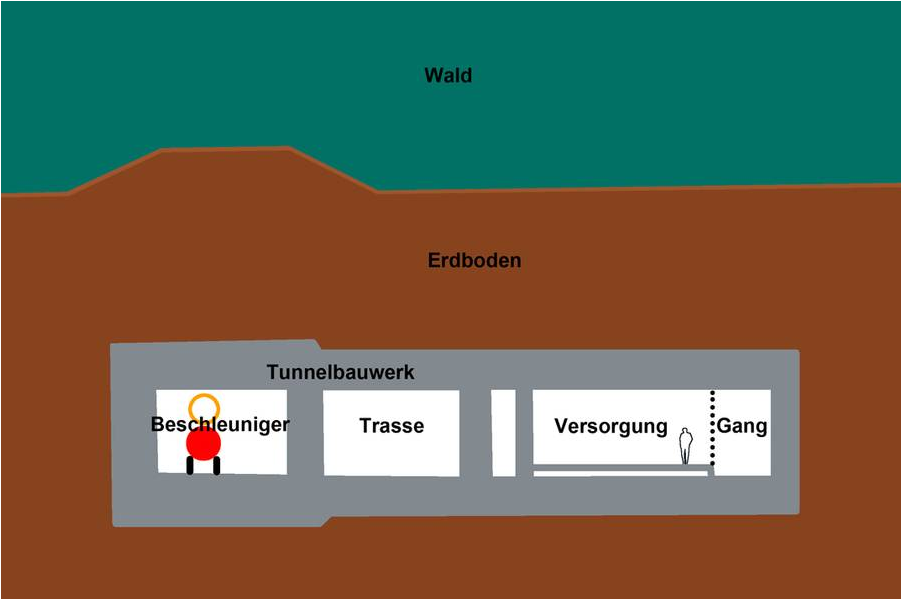 Wald
Erdboden
Tunnelbauwerk
Beschleuniger
Trasse
Versorgung
Gang